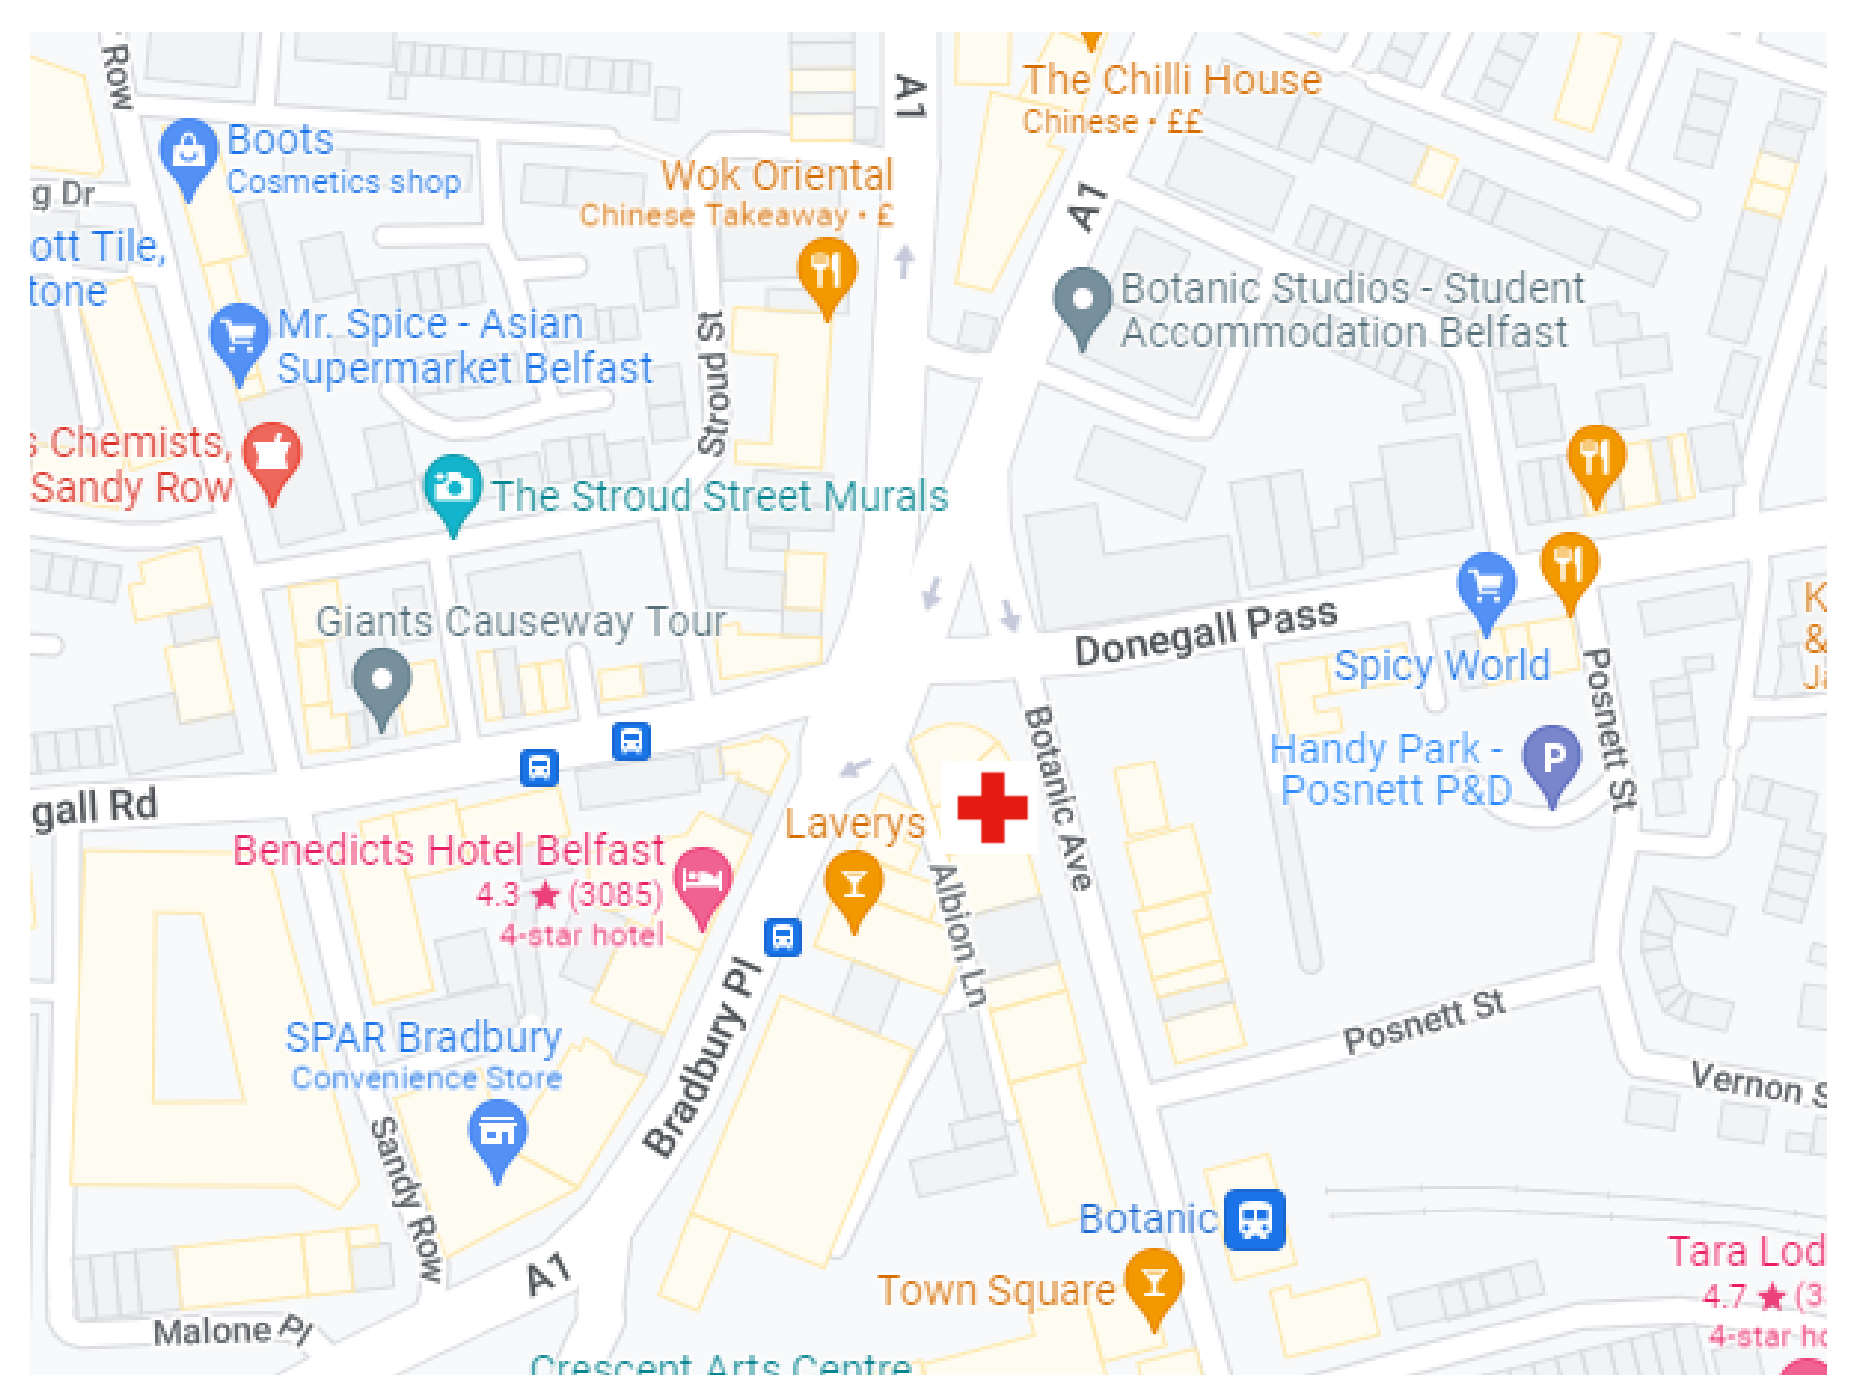 Row
A1
The Chilli House
Chinese • ££
Boots
Cosmetics shop
Wok Oriental
Chinese Takeaway • £
g Dr
A1
ott Tile,
tone
Botanic Studios - Student
Accommodation Belfast
Mr. Spice - Asian
Supermarket Belfast
Stroud St
s Chemists,
Sandy Row
The Stroud Street Murals
Giants Causeway Tour
Donegall Pass
K
&
Ja
Spicy World
Posnett St
Botanic Ave
Handy Park -
Posnett P&D
P
gall Rd
Laverys
Benedicts Hotel Belfast
4.3 ★ (3085)
4-star hotel
Albion Ln
Bradbury Pl
Posnett St
SPAR Bradbury
Convenience Store
Vernon S
Sandy Row
Botanic
Tara Lod
4.7 ★ (3
4-star ho
A1
Town Square
Malone Pl
Crescent Arts Centre